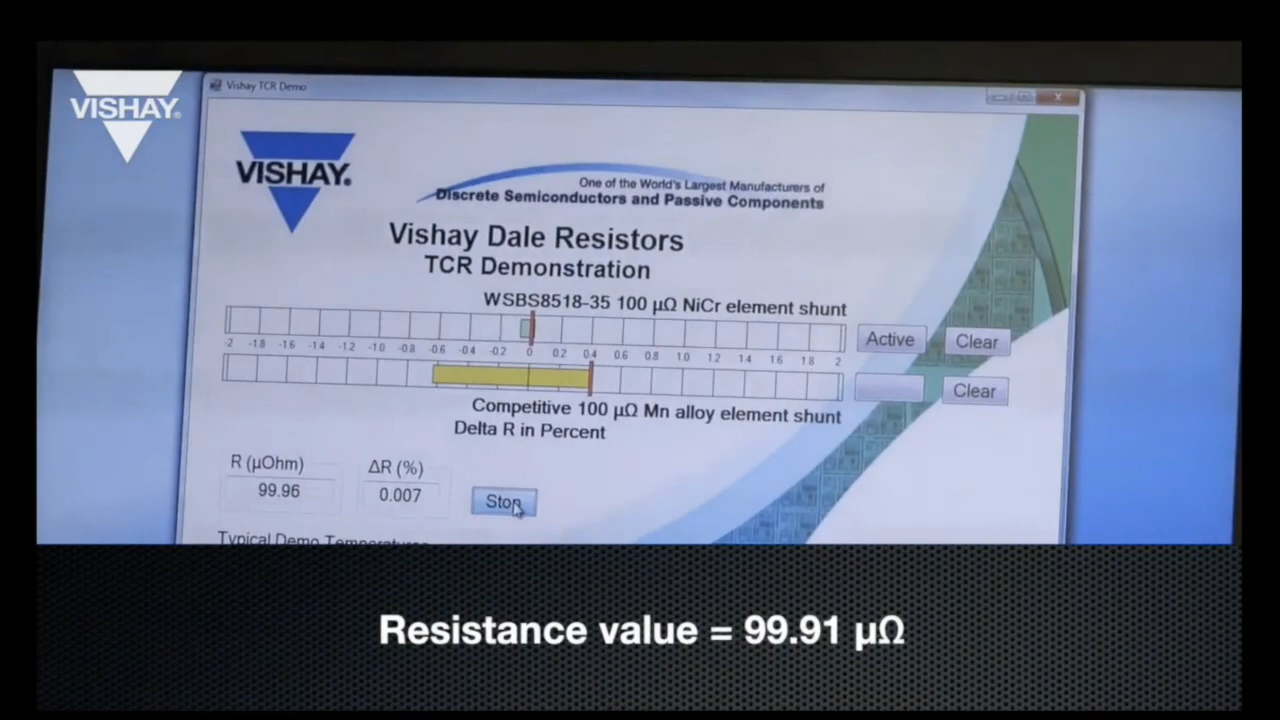 VISHAY®
Vishay TCR Demo
VISHAY.
One of the World's Largest Manufacturers of
Discrete Semiconductors and Passive Components
Vishay Dale Resistors
TCR Demonstration
WSBS8518-35 100 µΩ NiCr element shunt
Active Clear
-2 -1.8 -1.6 -1.4 -1.2 -1.0 -0.8 -0.6 -0.4 -0.2 0 0.2 0.4 0.6 0.8 1.0 1.2 1.4 1.6 1.8 2
Clear
Competitive 100 µΩ Mn alloy element shunt
Delta R in Percent
R (µOhm) ΔR (%)
99.96 0.007 Stop
Typical Demo Temperatures
Resistance value = 99.91 µΩ